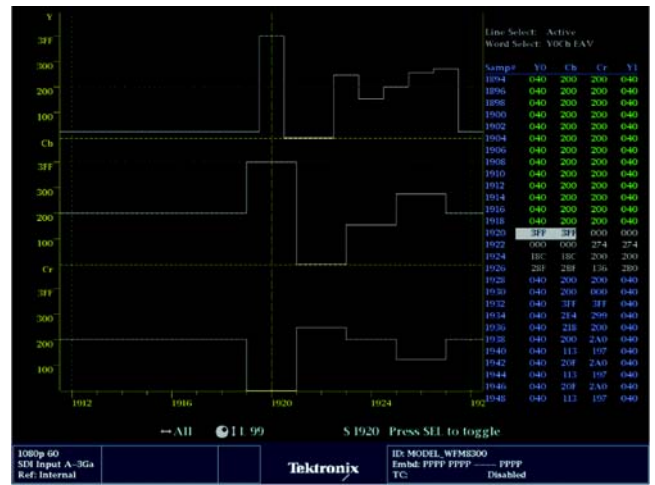 Line Select: Active
Word Select: Y0Ch EAV
Y
3FF
300
200
100
Cb
3FF
300
200
100
Cr
3FF
300
200
100
1912 1916 1920 1924 192
Samp# Y0 Cb Cr Y1
1894 040 200 200 040
1896 040 200 200 040
1898 040 200 200 040
1900 040 200 200 040
1902 040 200 200 040
1904 040 200 200 040
1906 040 200 200 040
1908 040 200 200 040
1910 040 200 200 040
1912 040 200 200 040
1914 040 200 200 040
1916 040 200 200 040
1918 040 200 200 040
1920 3FF 3FF 000 000
1922 000 000 274 274
1924 18C 18C 200 200
1926 2BF 2BF 136 2B0
1928 040 200 200 040
1930 040 200 000 040
1932 040 3FF 3FF 040
1934 040 2F4 299 040
1936 040 218 200 040
1938 040 200 2A0 040
1940 040 113 197 040
1942 040 20F 2A0 040
1944 040 113 197 040
1946 040 20F 2A0 040
1948 040 113 197 040
All L 99 S 1920 Press SEL to toggle
1080p 60
SDI Input A-3Ga
Ref: Internal
Tektronix
ID: MODEL_WFM8300
Embd: PPPP PPPP ---- PPPP
TC: Disabled